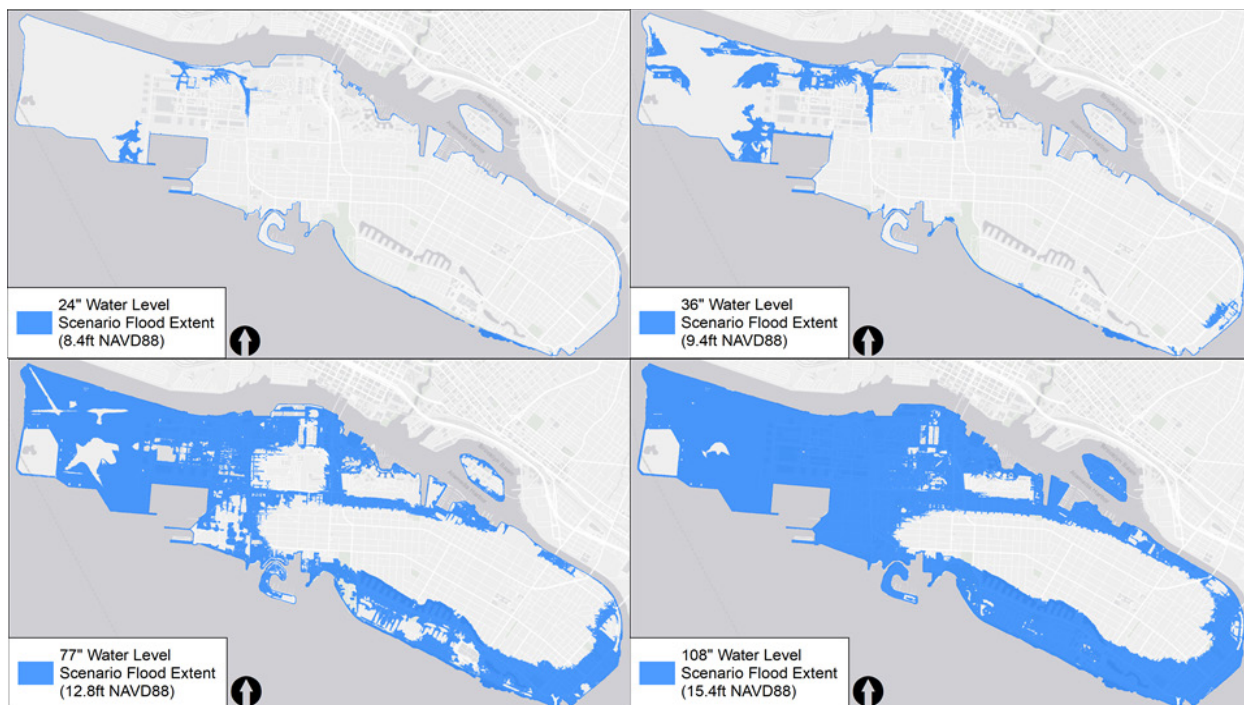 24" Water Level
Scenario Flood Extent
(8.4ft NAVD88)
36" Water Level
Scenario Flood Extent
(9.4ft NAVD88)
77" Water Level
Scenario Flood Extent
(12.8ft NAVD88)
108" Water Level
Scenario Flood Extent
(15.4ft NAVD88)